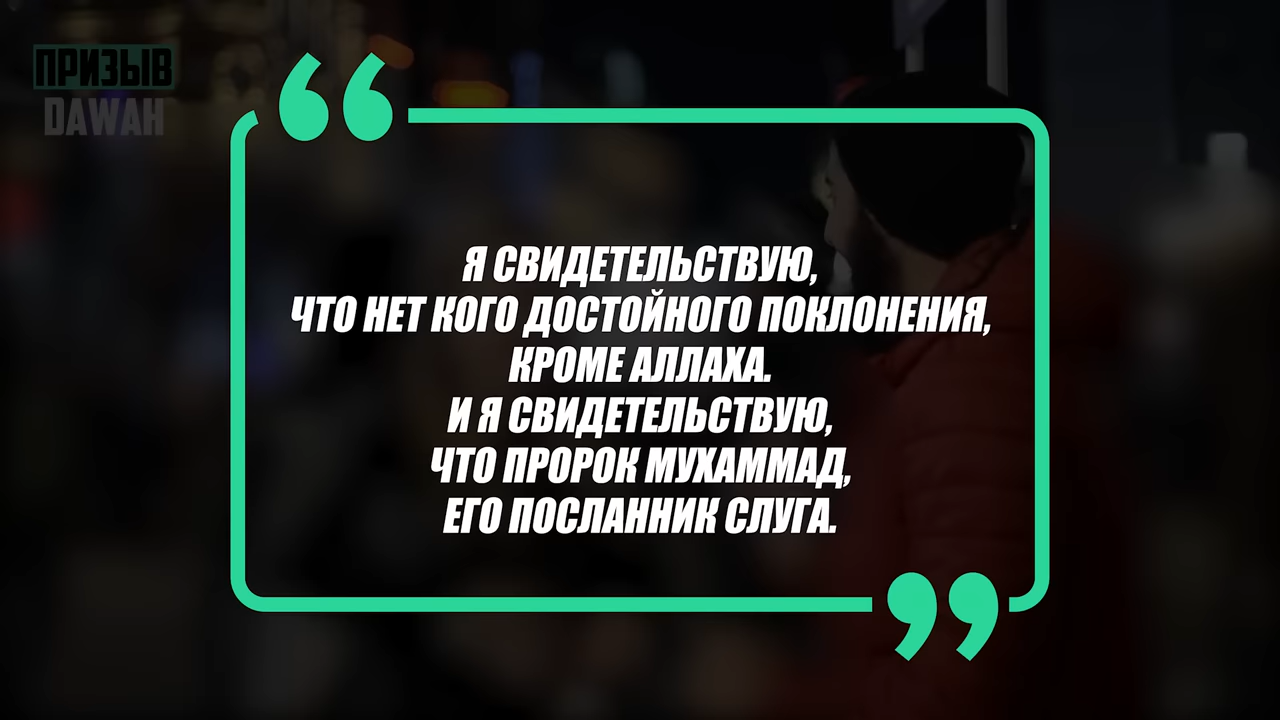 ПРИЗЫВ
DAWAH
Я СВИДЕТЕЛЬСТВУЮ,
ЧТО НЕТ КОГО ДОСТОЙНОГО ПОКЛОНЕНИЯ,
КРОМЕ АЛЛАХА.
И Я СВИДЕТЕЛЬСТВУЮ,
ЧТО ПРОРОК МУХАММАД,
ЕГО ПОСЛАННИК СЛУГА.